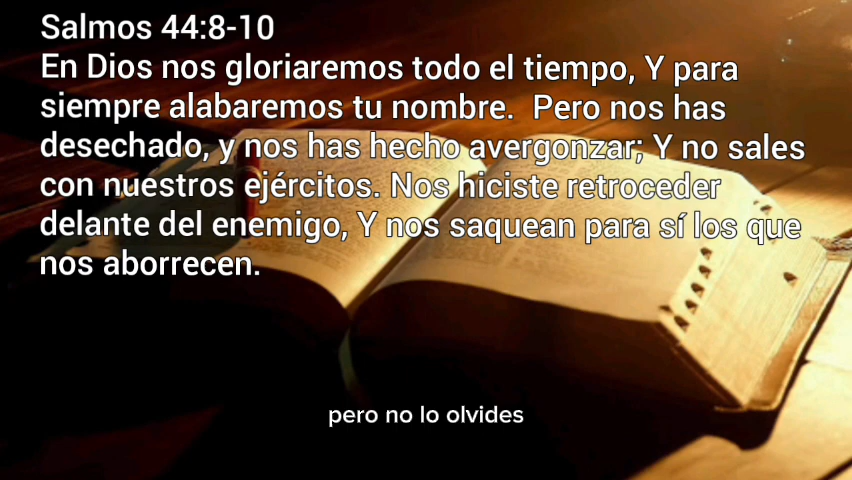 Salmos 44:8-10
En Dios nos gloriaremos todo el tiempo, Y para
siempre alabaremos tu nombre.  Pero nos has
desechado, y nos has hecho avergonzar; Y no sales
con nuestros ejércitos. Nos hiciste retroceder
delante del enemigo, Y nos saquean para sí los que
nos aborrecen.
pero no lo olvides